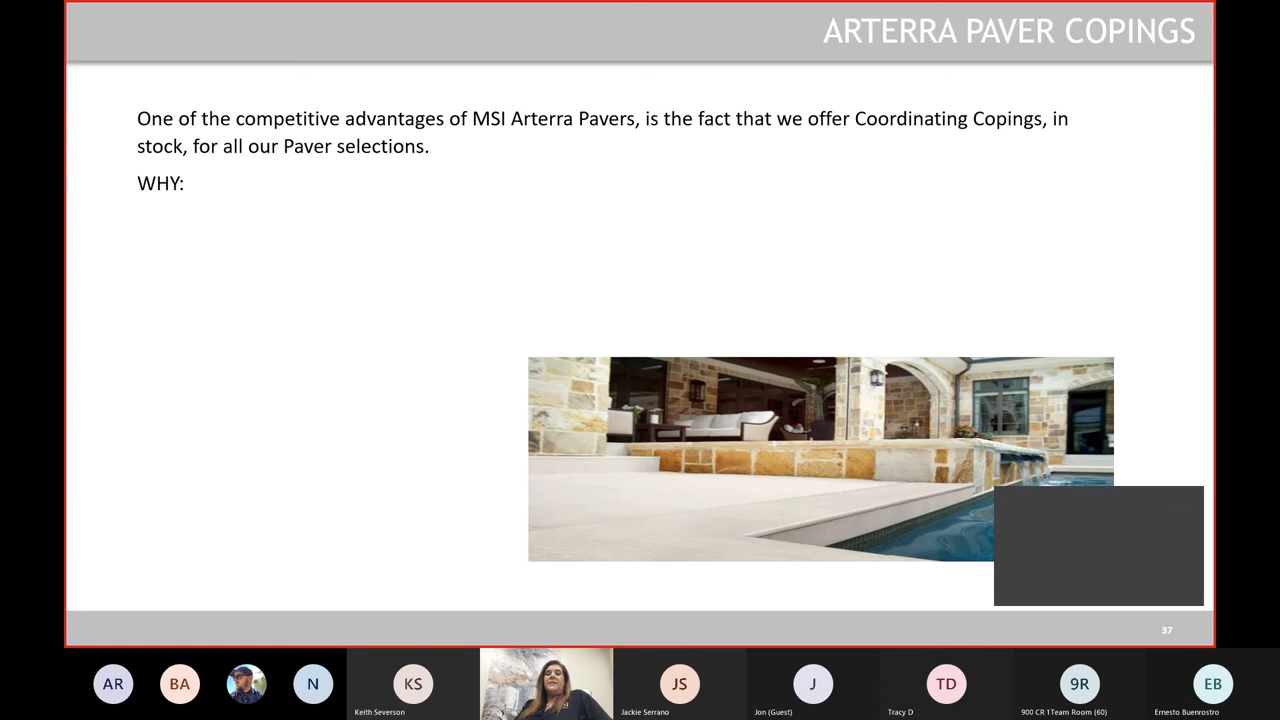 ARTERRA PAVER COPINGS
One of the competitive advantages of MSI Arterra Pavers, is the fact that we offer Coordinating Copings, in
stock, for all our Paver selections.
WHY:
37
AR
BA
N
KS
JS
J
TD
9R
EB
Keith Severson
Jackie Serrano
Jon (Guest)
Tracy D
900 CR 1Team Room (60)
Ernesto Buenrostro